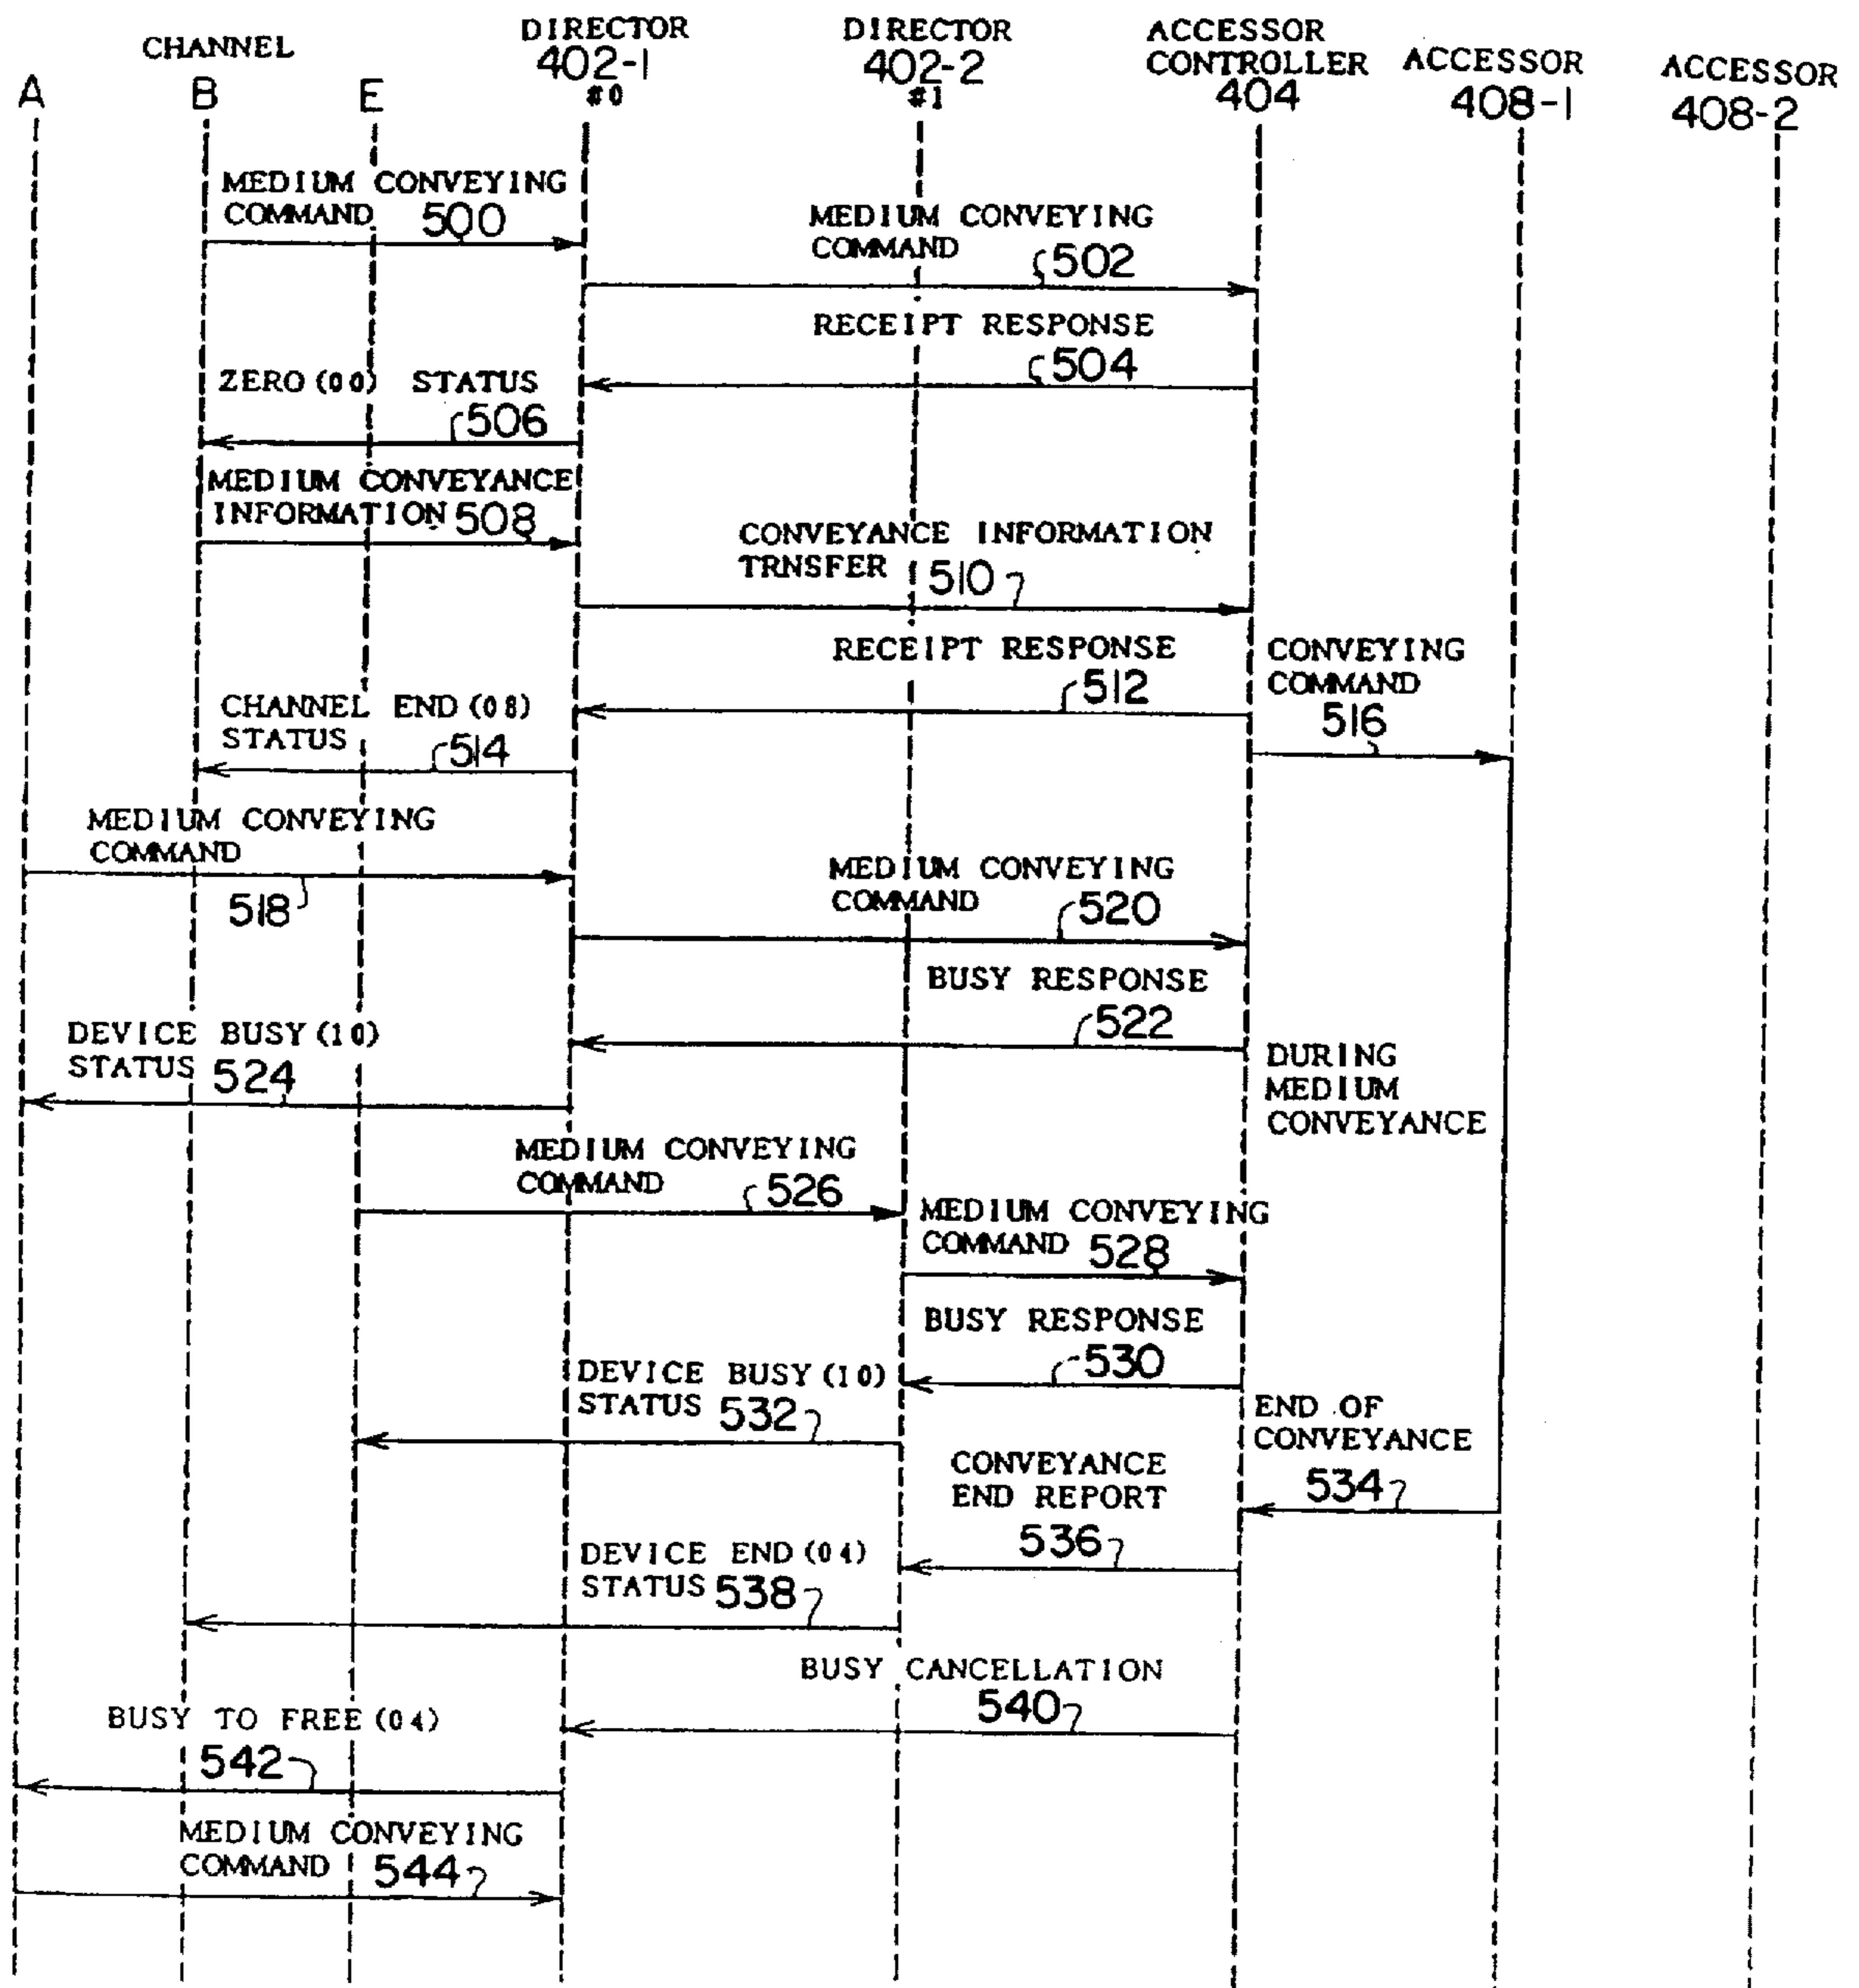 CHANNEL
A
B
E
DIRECTOR
402-1
#0
DIRECTOR
402-2
#1
ACCESSOR
CONTROLLER
404
ACCESSOR
408-1
ACCESSOR
408-2
MEDIUM CONVEYING
COMMAND 500
MEDIUM CONVEYING
COMMAND
502
RECEIPT RESPONSE
504
ZERO (00) STATUS
506
MEDIUM CONVEYANCE
INFORMATION 508
CONVEYANCE INFORMATION
TRNSFER 510
RECEIPT RESPONSE
512
CONVEYING
COMMAND
516
CHANNEL END (08)
STATUS 514
MEDIUM CONVEYING
COMMAND
518
MEDIUM CONVEYING
COMMAND 520
BUSY RESPONSE
522
DEVICE BUSY (10)
STATUS 524
DURING
MEDIUM
CONVEYANCE
MEDIUM CONVEYING
COMMAND 526
MEDIUM CONVEYING
COMMAND 528
BUSY RESPONSE
530
DEVICE BUSY (10)
STATUS 532
END OF
CONVEYANCE
534
CONVEYANCE
END REPORT
536
DEVICE END (04)
STATUS 538
BUSY CANCELLATION
540
BUSY TO FREE (04)
542
MEDIUM CONVEYING
COMMAND 544